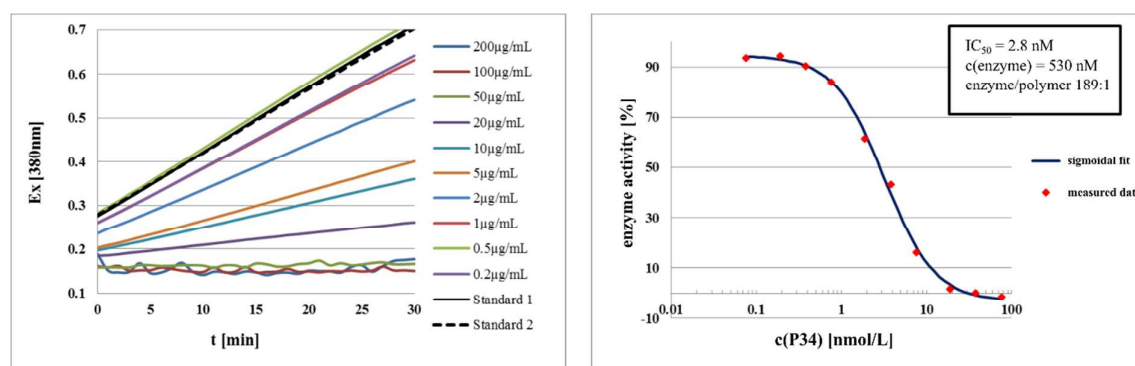 0.7
0.6
0.5
0.4
0.3
0.2
0.1
Ex [380nm]
0
5
10
15
20
25
30
t [min]
200µg/mL
100µg/mL
50µg/mL
20µg/mL
10µg/mL
5µg/mL
2µg/mL
1µg/mL
0.5µg/mL
0.2µg/mL
Standard 1
Standard 2
90
70
50
30
10
-10
enzyme activity [%]
0.01
0.1
1
10
100
c(P34) [nmol/L]
IC50 = 2.8 nM
c(enzyme) = 530 nM
enzyme/polymer 189:1
sigmoidal fit
measured dat